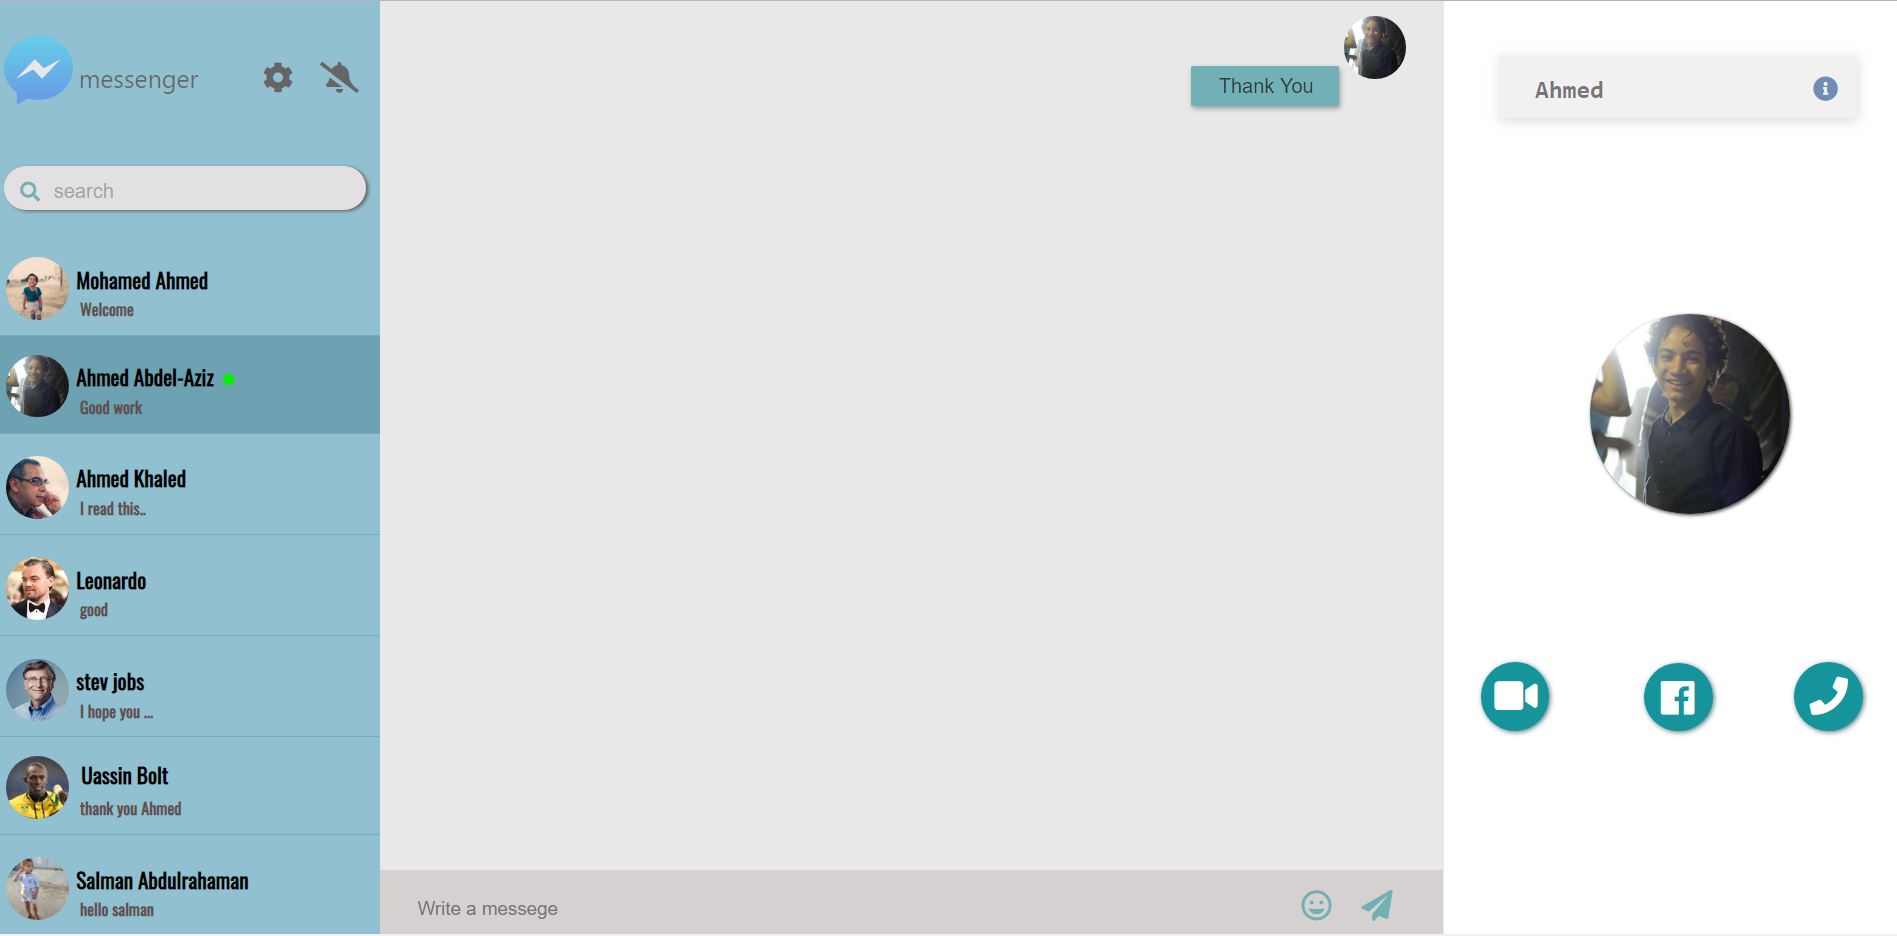 messenger
search
Mohamed Ahmed
Welcome
Ahmed Abdel-Aziz
Good work
Ahmed Khaled
I read this..
Leonardo
good
stev jobs
I hope you ...
Uassin Bolt
thank you Ahmed
Salman Abdulrahaman
hello salman
Thank You
Write a messege
Ahmed